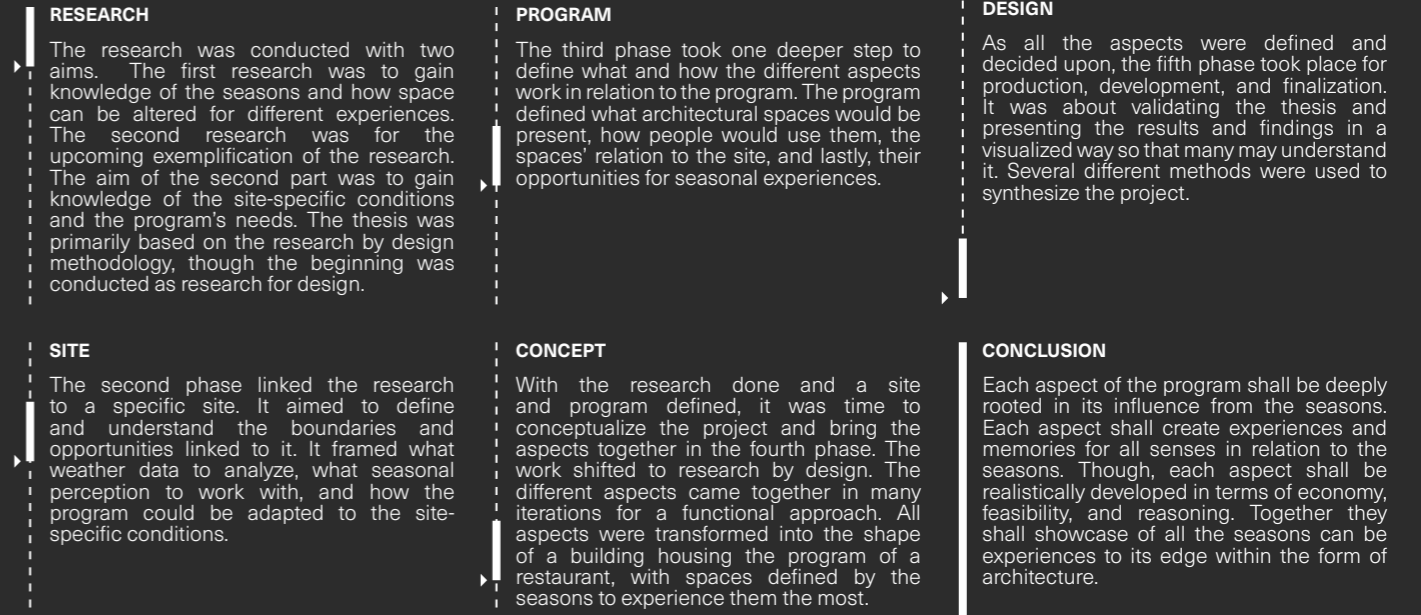 RESEARCH
The research was conducted with two
aims. The first research was to gain
knowledge of the seasons and how space
can be altered for different experiences.
The second research was for the
upcoming exemplification of the research.
The aim of the second part was to gain
knowledge of the site-specific conditions
and the program's needs. The thesis was
primarily based on the research by design
methodology, though the beginning was
conducted as research for design.
SITE
The second phase linked the research
to a specific site. It aimed to define
and understand the boundaries and
opportunities linked to it. It framed what
weather data to analyze, what seasonal
perception to work with, and how the
program could be adapted to the site-
specific conditions.
PROGRAM
The third phase took one deeper step to
define what and how the different aspects
work in relation to the program. The program
defined what architectural spaces would be
present, how people would use them, the
spaces' relation to the site, and lastly, their
opportunities for seasonal experiences.
CONCEPT
With the research done and a site
and program defined, it was time to
conceptualize the project and bring the
aspects together in the fourth phase. The
work shifted to research by design. The
different aspects came together in many
iterations for a functional approach. All
aspects were transformed into the shape
of a building housing the program of a
restaurant, with spaces defined by the
seasons to experience them the most.
DESIGN
As all the aspects were defined and
decided upon, the fifth phase took place for
production, development, and finalization.
It was about validating the thesis and
presenting the results and findings in a
visualized way so that many may understand
it. Several different methods were used to
synthesize the project.
CONCLUSION
Each aspect of the program shall be deeply
rooted in its influence from the seasons.
Each aspect shall create experiences and
memories for all senses in relation to the
seasons. Though, each aspect shall be
realistically developed in terms of economy,
feasibility, and reasoning. Together they
shall showcase of all the seasons can be
experiences to its edge within the form of
architecture.